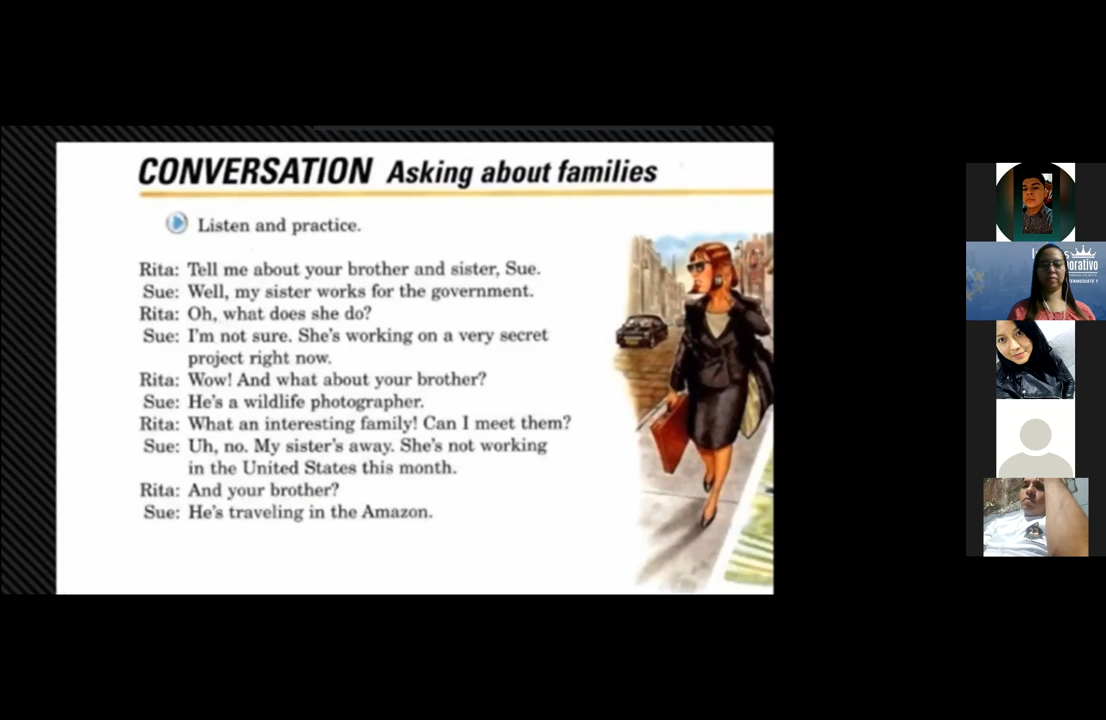 CONVERSATION Asking about families
Listen and practice.
Rita: Tell me about your brother and sister, Sue.
Sue: Well, my sister works for the government.
Rita: Oh, what does she do?
Sue: I'm not sure. She's working on a very secret
project right now.
Rita: Wow! And what about your brother?
Sue: He's a wildlife photographer.
Rita: What an interesting family! Can I meet them?
Sue: Uh, no. My sister's away. She's not working
in the United States this month.
Rita: And your brother?
Sue: He's traveling in the Amazon.